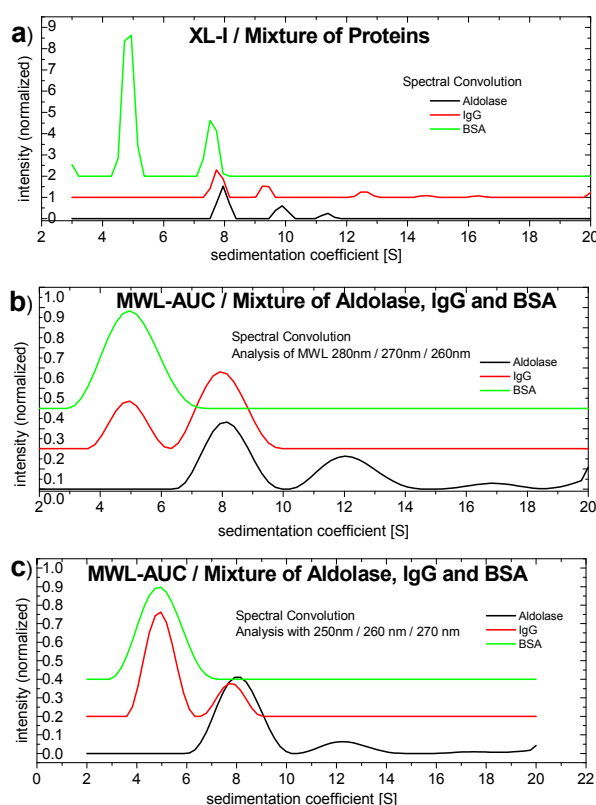 a)
XL-I / Mixture of Proteins
9
8
7
6
5
4
3
2
1
0
intensity (normalized)
Spectral Convolution
Aldolase
IgG
BSA
2 4 6 8 10 12 14 16 18 20
sedimentation coefficient [S]
b)
MWL-AUC / Mixture of Aldolase, IgG and BSA
1.0
0.9
0.7
0.6
0.5
0.4
0.3
0.2
0.1
0.0
intensity (normalized)
Spectral Convolution
Analysis of MWL 280nm / 270nm / 260nm
Aldolase
IgG
BSA
2 4 6 8 10 12 14 16 18 20
sedimentation coefficient [S]
c)
MWL-AUC / Mixture of Aldolase, IgG and BSA
1.0
0.9
0.7
0.6
0.5
0.4
0.3
0.2
0.1
0.0
intensity (normalized)
Spectral Convolution
Analysis with 250nm / 260 nm / 270 nm
Aldolase
IgG
BSA
0 2 4 6 8 10 12 14 16 18 20 22
sedimentation coefficient [S]